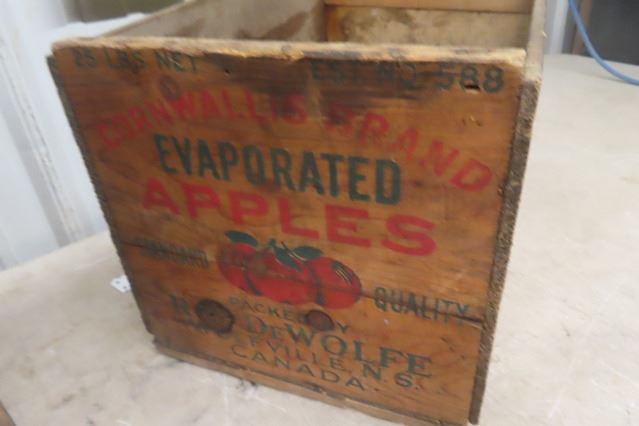 25 LBS NET EST. NO 588
CORNWALLIS BRAND
EVAPORATED
APPLES
STANDARD QUALITY
PACKED BY
DEWOLFE
N.S.
CANADA